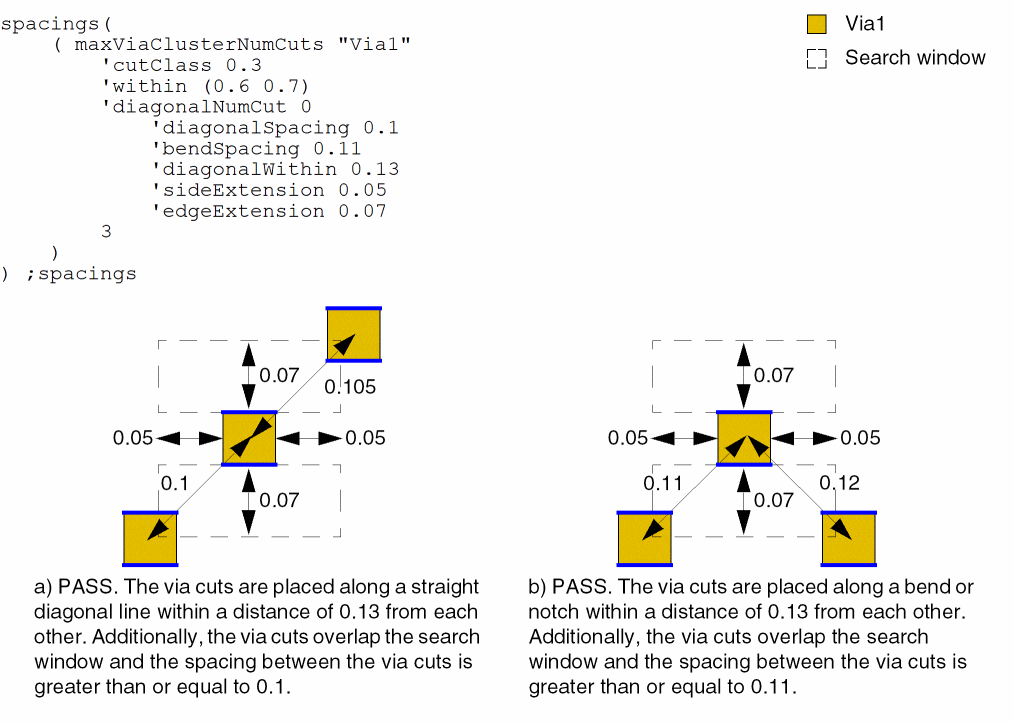 spacings(
( maxViaClusterNumCuts "Via1"
'cutClass 0.3
'within (0.6 0.7)
'diagonalNumCut 0
'diagonalSpacing 0.1
'bendSpacing 0.11
'diagonalWithin 0.13
'sideExtension 0.05
'edgeExtension 0.07
3
)
) ;spacings
Via1
Search window
0.07
0.105
0.05
0.05
0.1
0.07
a) PASS. The via cuts are placed along a straight
diagonal line within a distance of 0.13 from each
other. Additionally, the via cuts overlap the search
window and the spacing between the via cuts is
greater than or equal to 0.1.
0.07
0.05
0.05
0.11
0.12
0.07
b) PASS. The via cuts are placed along a bend or
notch within a distance of 0.13 from each other.
Additionally, the via cuts overlap the search
window and the spacing between the via cuts is
greater than or equal to 0.11.